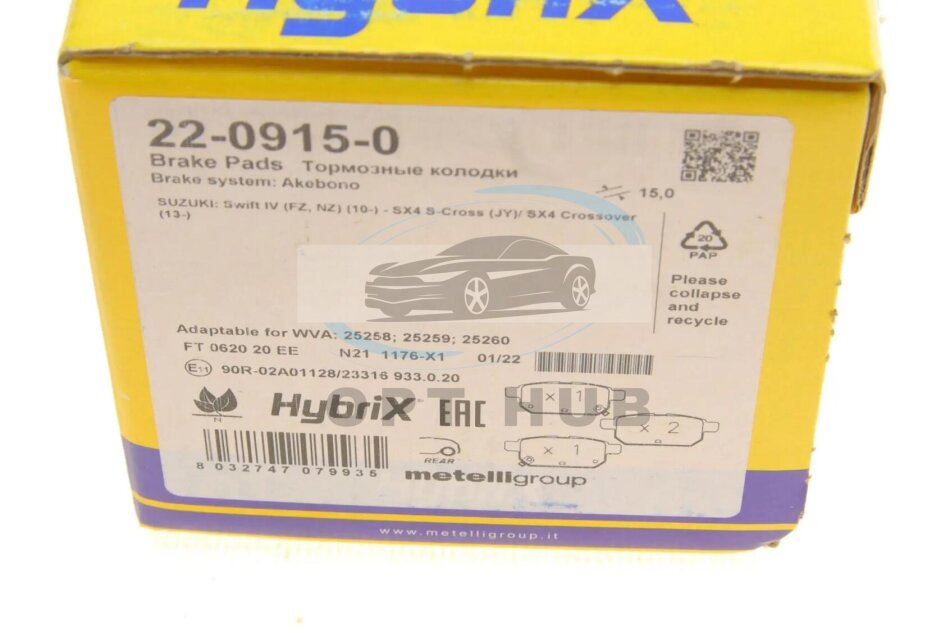 HybriX
22-0915-0
Brake Pads Тормозные колодки
Brake system: Akebono
15,0
SUZUKI: Swift IV (FZ, NZ) (10-) - SX4 S-Cross (JY)/ SX4 Crossover
(13-)
20
PAP
Please
collapse
and
recycle
Adaptable for WVA: 25258; 25259; 25260
FT 0620 20 EE N21 1176-X1 01/22
E11 90R-02A01128/23316 933.0.20
OPT HUB
N
HybriX EAC
x 1
x 2
x 1
REAR
8 032747 079935
metelligroup
www.metelligroup.it